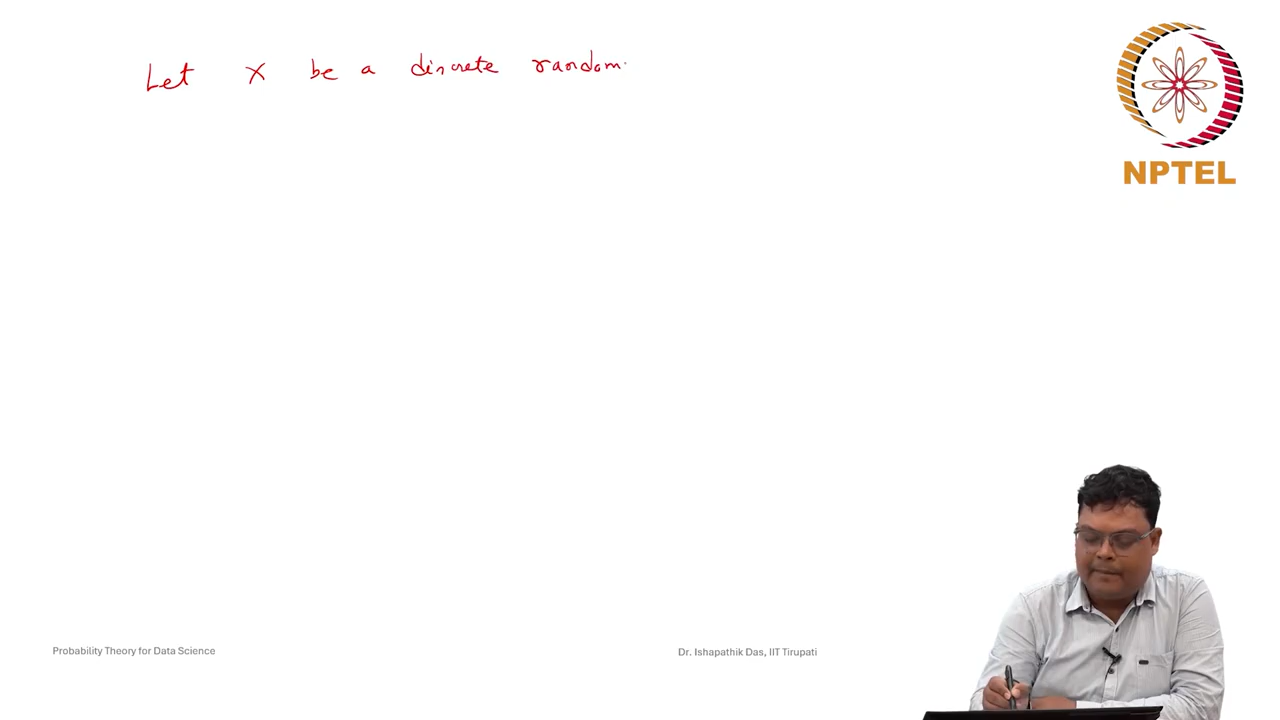 Let X be a discrete random
NPTEL
Probability Theory for Data Science
Dr. Ishapathik Das, IIT Tirupati